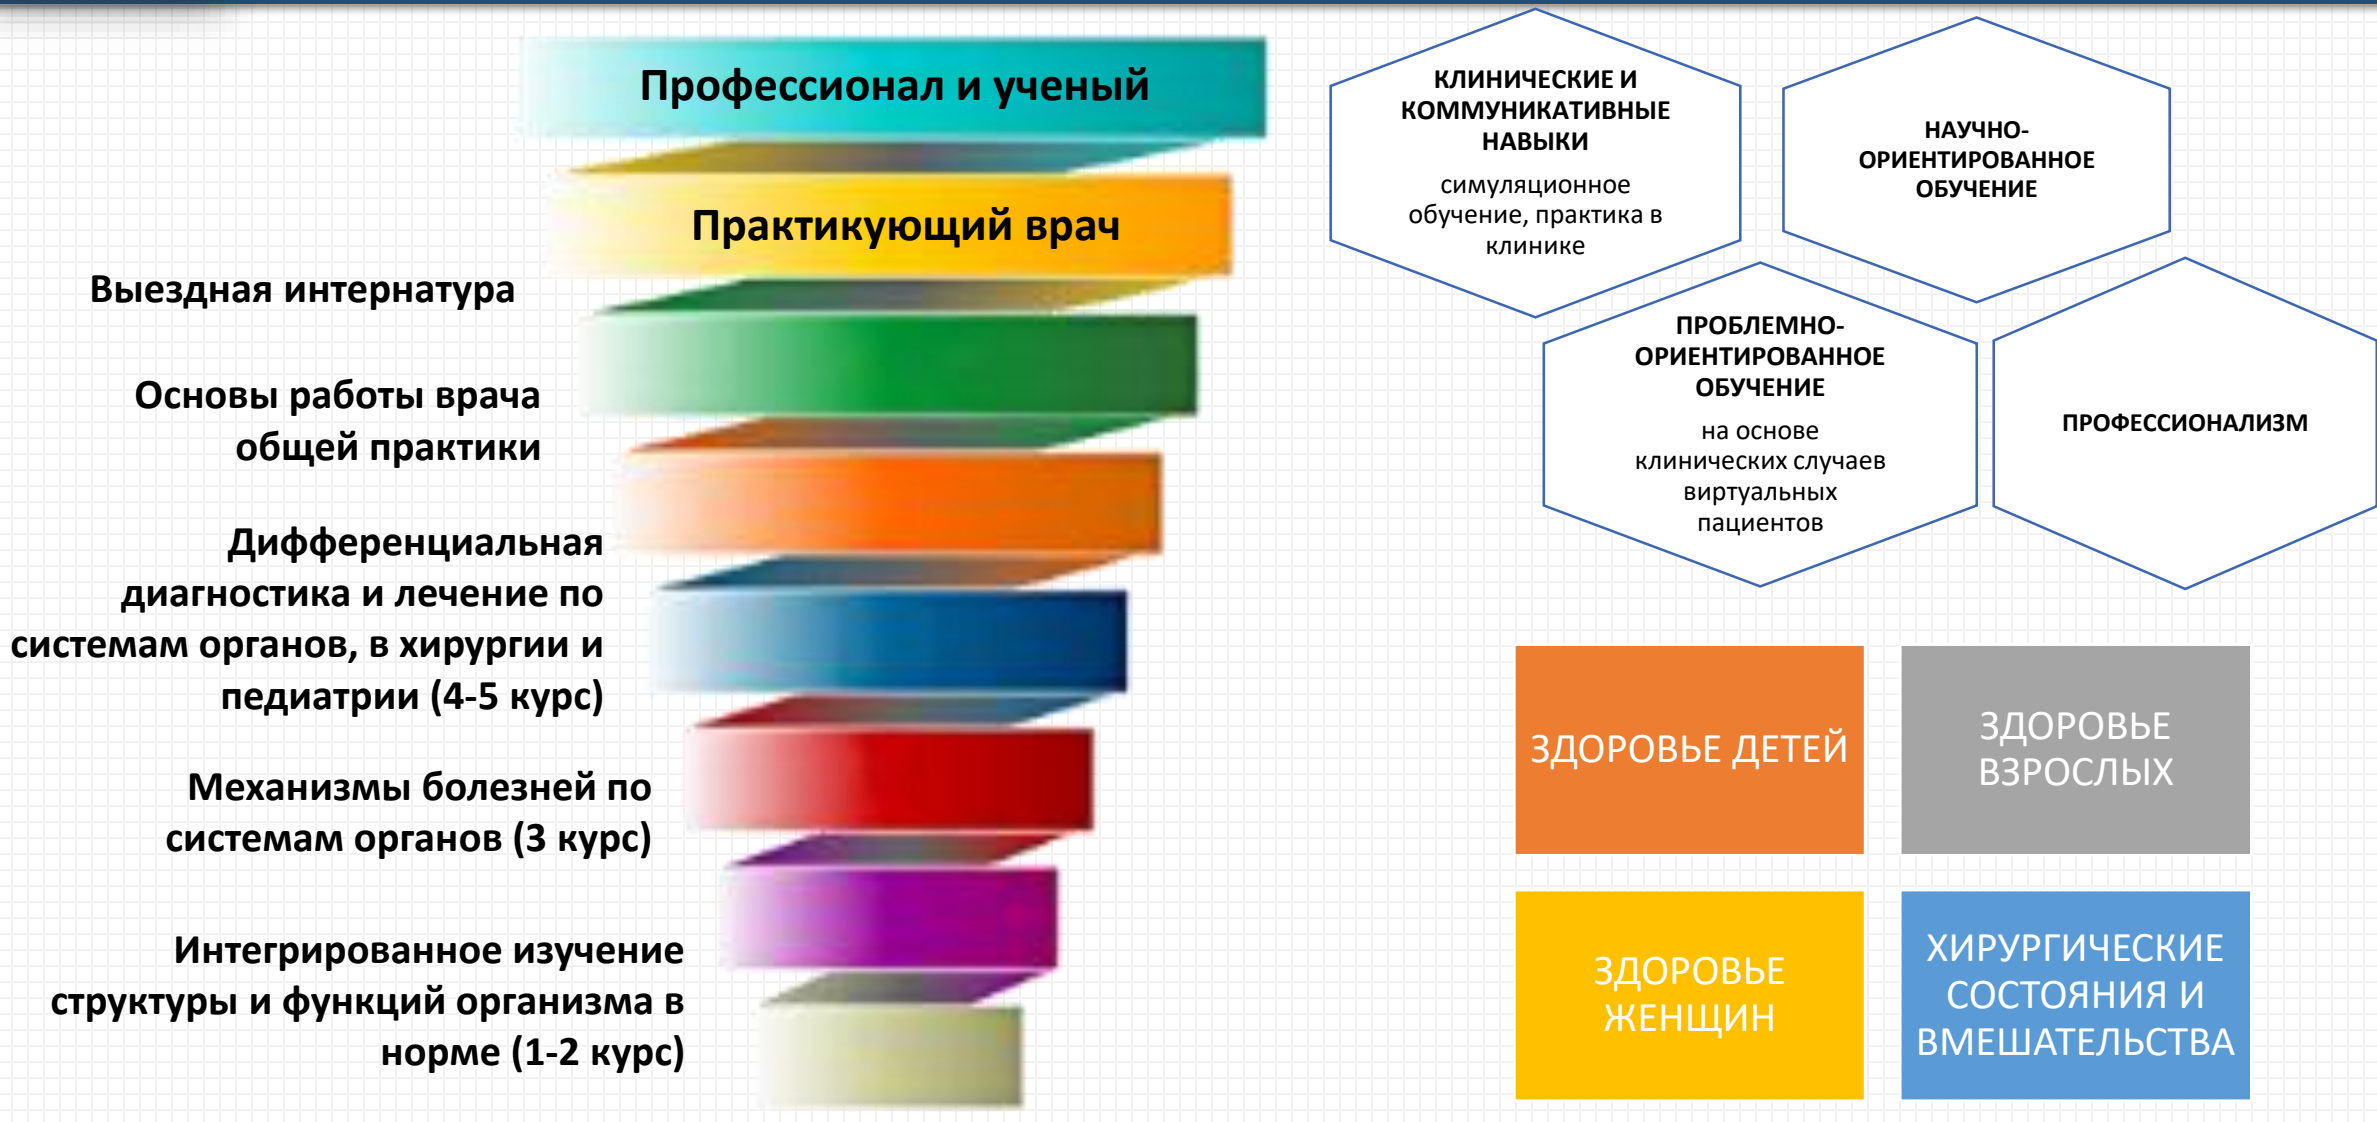 Профессионал и ученый
Практикующий врач
Выездная интернатура
Основы работы врача
общей практики
Дифференциальная
диагностика и лечение по
системам органов, в хирургии и
педиатрии (4-5 курс)
Механизмы болезней по
системам органов (3 курс)
Интегрированное изучение
структуры и функций организма в
норме (1-2 курс)
КЛИНИЧЕСКИЕ И
КОММУНИКАТИВНЫЕ
НАВЫКИ
симуляционное
обучение, практика в
клинике
НАУЧНО-
ОРИЕНТИРОВАННОЕ
ОБУЧЕНИЕ
ПРОБЛЕМНО-
ОРИЕНТИРОВАННОЕ
ОБУЧЕНИЕ
на основе
клинических случаев
виртуальных
пациентов
ПРОФЕССИОНАЛИЗМ
ЗДОРОВЬЕ ДЕТЕЙ
ЗДОРОВЬЕ
ВЗРОСЛЫХ
ЗДОРОВЬЕ
ЖЕНЩИН
ХИРУРГИЧЕСКИЕ
СОСТОЯНИЯ И
ВМЕШАТЕЛЬСТВА